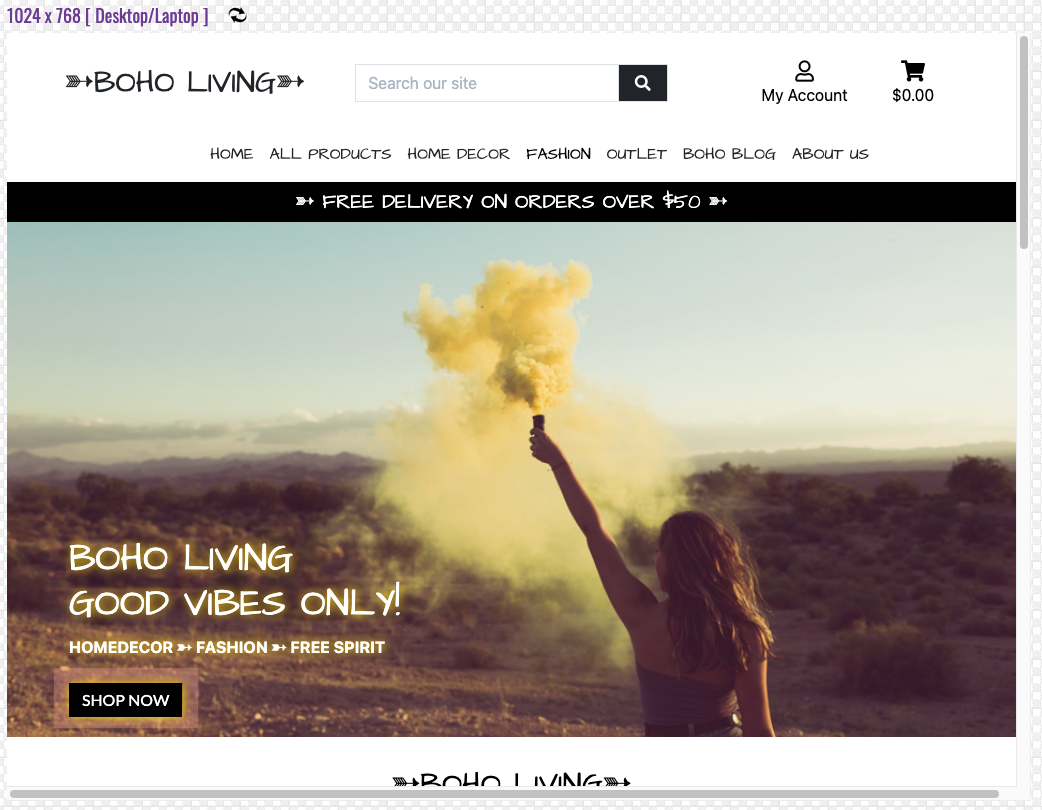 1024 x 768 [ Desktop/Laptop ]
➳BOHO LIVING➳
Search our site
My Account
$0.00
HOME ALL PRODUCTS HOME DECOR FASHION OUTLET BOHO BLOG ABOUT US
➳ FREE DELIVERY ON ORDERS OVER $50 ➳
BOHO LIVING
GOOD VIBES ONLY!
HOMEDECOR ➳ FASHION ➳ FREE SPIRIT
SHOP NOW
➳BOHO LIVING➳